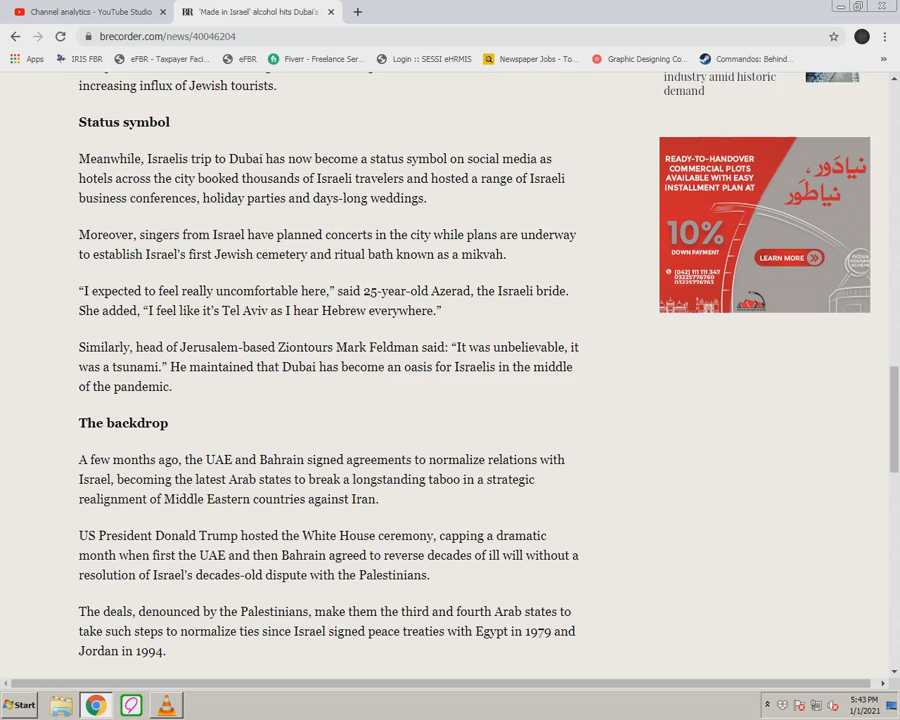 Channel analytics - YouTube Studio
BR 'Made in Israel' alcohol hits Dubai's
brecorder.com/news/40046204
Apps
IRIS FBR
eFBR - Taxpayer Faci...
eFBR
Fiverr - Freelance Ser...
Login :: SESSI eHRMIS
Newspaper Jobs - To...
Graphic Designing Co...
Commandos: Behind...
increasing influx of Jewish tourists.
Status symbol
Meanwhile, Israelis trip to Dubai has now become a status symbol on social media as
hotels across the city booked thousands of Israeli travelers and hosted a range of Israeli
business conferences, holiday parties and days-long weddings.
Moreover, singers from Israel have planned concerts in the city while plans are underway
to establish Israel's first Jewish cemetery and ritual bath known as a mikvah.
“I expected to feel really uncomfortable here,” said 25-year-old Azerad, the Israeli bride.
She added, “I feel like it’s Tel Aviv as I hear Hebrew everywhere.”
Similarly, head of Jerusalem-based Ziontours Mark Feldman said: “It was unbelievable, it
was a tsunami.” He maintained that Dubai has become an oasis for Israelis in the middle
of the pandemic.
The backdrop
A few months ago, the UAE and Bahrain signed agreements to normalize relations with
Israel, becoming the latest Arab states to break a longstanding taboo in a strategic
realignment of Middle Eastern countries against Iran.
US President Donald Trump hosted the White House ceremony, capping a dramatic
month when first the UAE and then Bahrain agreed to reverse decades of ill will without a
resolution of Israel's decades-old dispute with the Palestinians.
The deals, denounced by the Palestinians, make them the third and fourth Arab states to
take such steps to normalize ties since Israel signed peace treaties with Egypt in 1979 and
Jordan in 1994.
industry amid historic
demand
READY-TO-HANDOVER
COMMERCIAL PLOTS
AVAILABLE WITH EASY
INSTALLMENT PLAN AT
نیا دَور،
نیا طور
10%
DOWN PAYMENT
LEARN MORE
(042) 111 111 347
03225776760
03225776763
Start
5:43 PM
1/1/2021